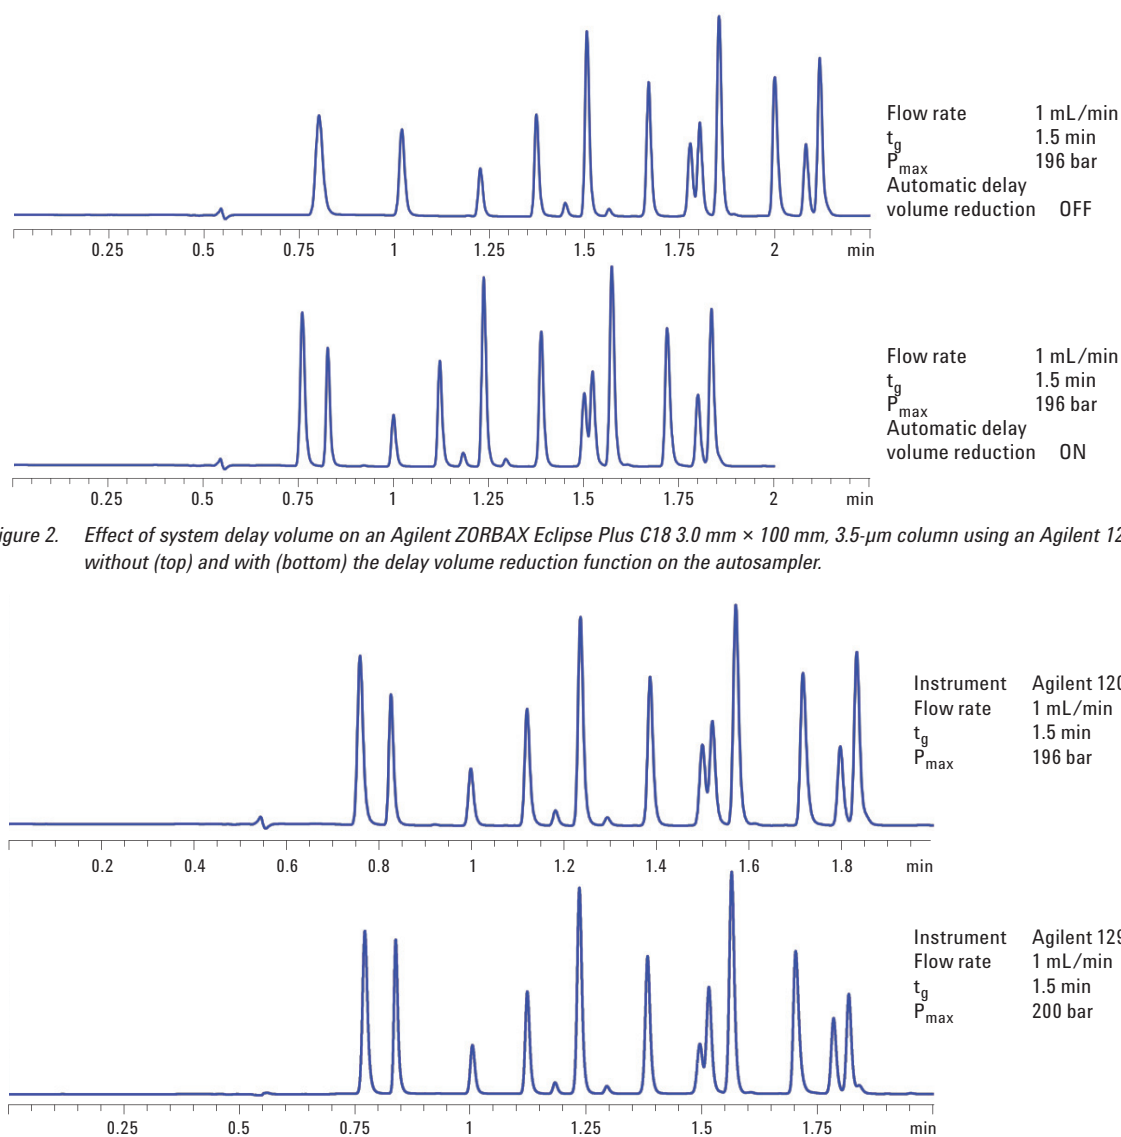 Flow rate 1 mL/min
tg 1.5 min
Pmax 196 bar
Automatic delay
volume reduction OFF
0.25 0.5 0.75 1 1.25 1.5 1.75 2 min
Flow rate 1 mL/min
tg 1.5 min
Pmax 196 bar
Automatic delay
volume reduction ON
0.25 0.5 0.75 1 1.25 1.5 1.75 2 min
igure 2. Effect of system delay volume on an Agilent ZORBAX Eclipse Plus C18 3.0 mm × 100 mm, 3.5-µm column using an Agilent 12
without (top) and with (bottom) the delay volume reduction function on the autosampler.
Instrument Agilent 120
Flow rate 1 mL/min
tg 1.5 min
Pmax 196 bar
0.2 0.4 0.6 0.8 1 1.2 1.4 1.6 1.8 min
Instrument Agilent 129
Flow rate 1 mL/min
tg 1.5 min
Pmax 200 bar
0.25 0.5 0.75 1 1.25 1.5 1.75 min